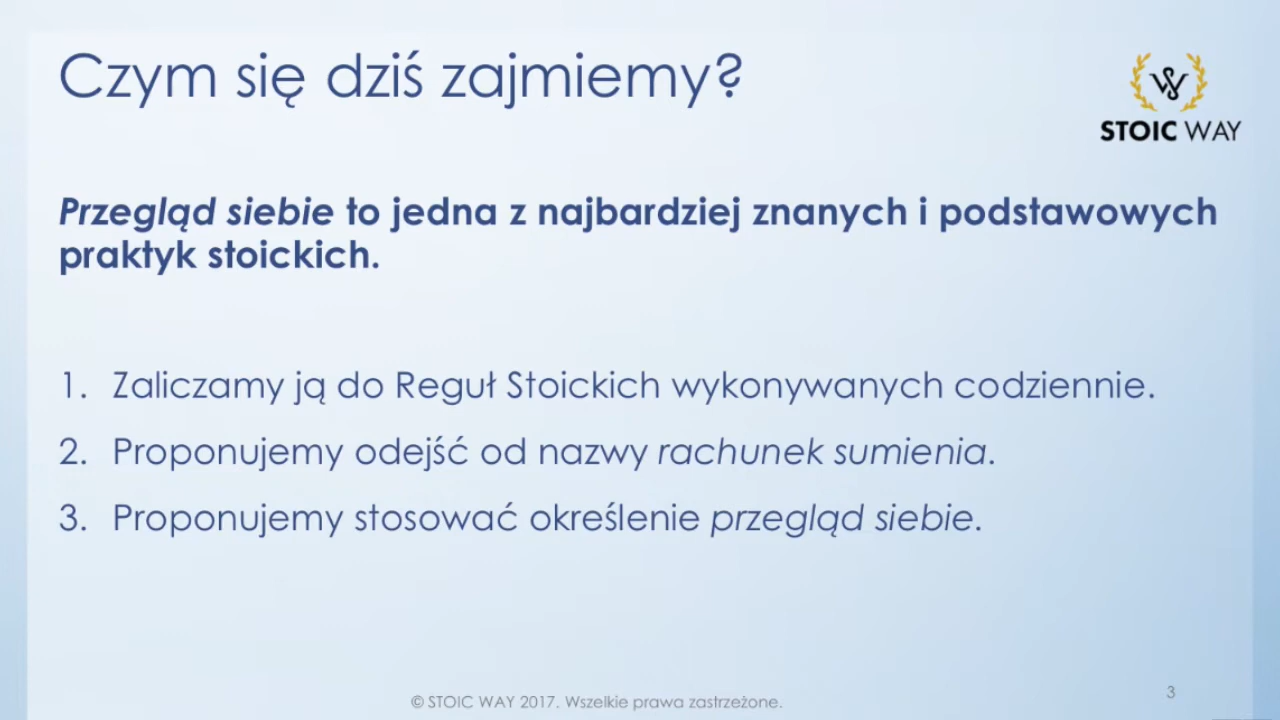 Czym się dziś zajmiemy?
STOIC WAY
Przegląd siebie to jedna z najbardziej znanych i podstawowych
praktyk stoickich.
1. Zaliczamy ją do Reguł Stoickich wykonywanych codziennie.
2. Proponujemy odejść od nazwy rachunek sumienia.
3. Proponujemy stosować określenie przegląd siebie.
© STOIC WAY 2017. Wszelkie prawa zastrzeżone.
3